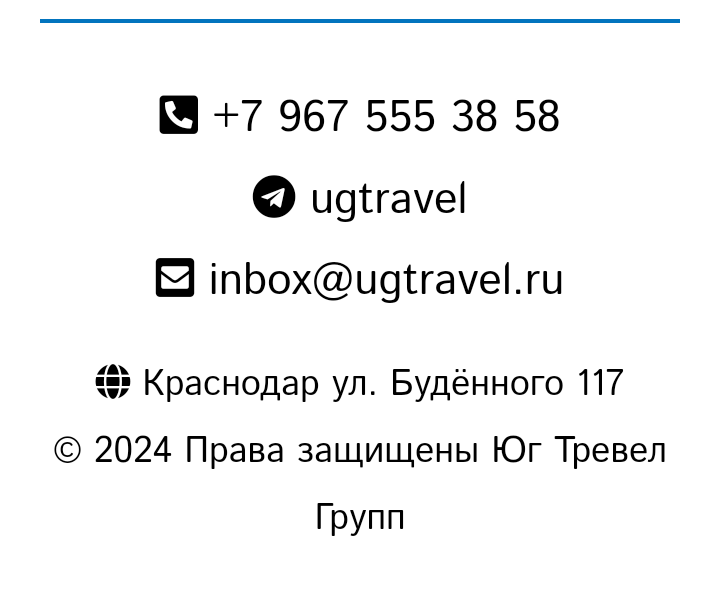 +7 967 555 38 58
ugtravel
inbox@ugtravel.ru
Краснодар ул. Будённого 117
© 2024 Права защищены Юг Тревел
Групп